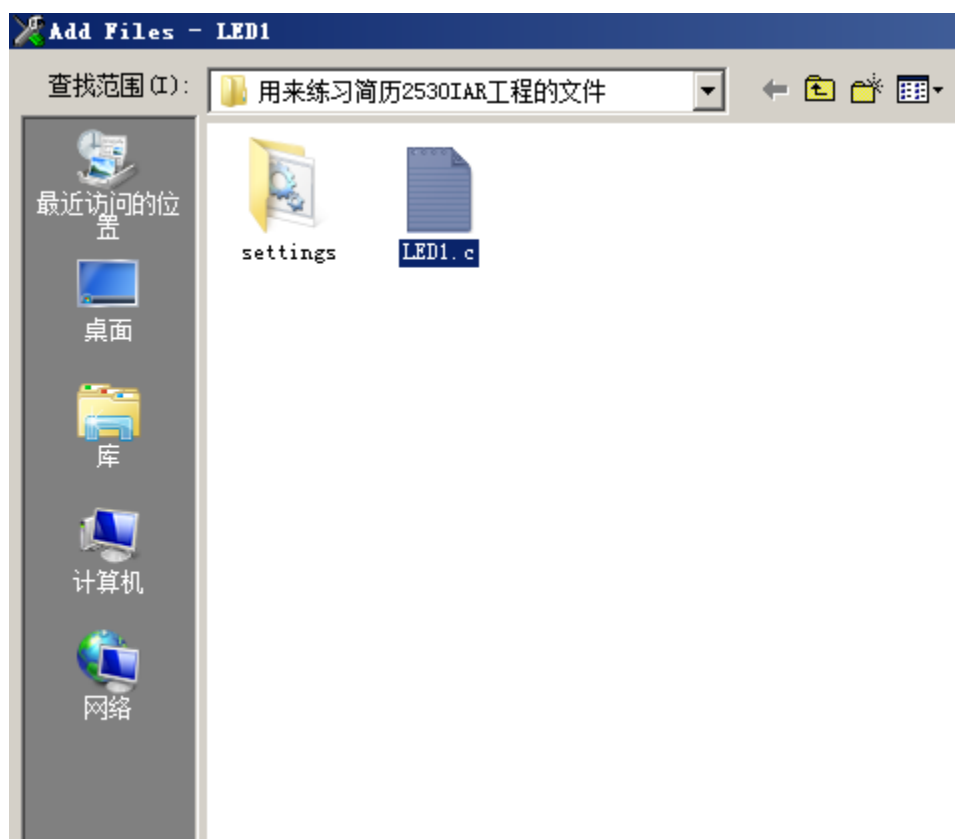 Add Files - LED1
查找范围(I):
用来练习简历2530IAR工程的文件
最近访问的位
置
settings
LED1.c
桌面
库
计算机
网络